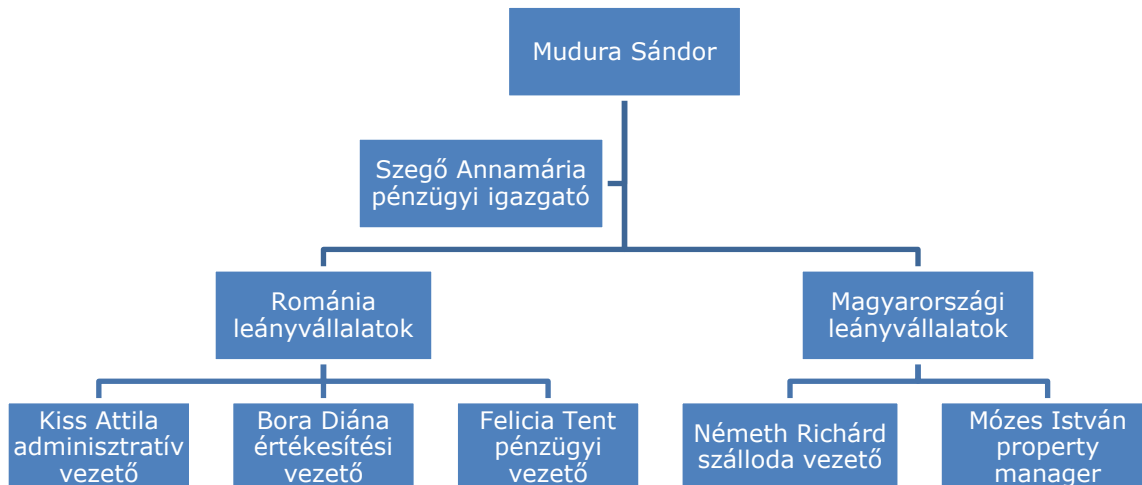 Mudura Sándor
Szegő Annamária
pénzügyi igazgató
Románia
leányvállalatok
Magyarországi
leányvállalatok
Kiss Attila
adminisztratív
vezető
Bora Diána
értékesítési
vezető
Felicia Tent
pénzügyi
vezető
Németh Richárd
szálloda vezető
Mózes István
property
manager